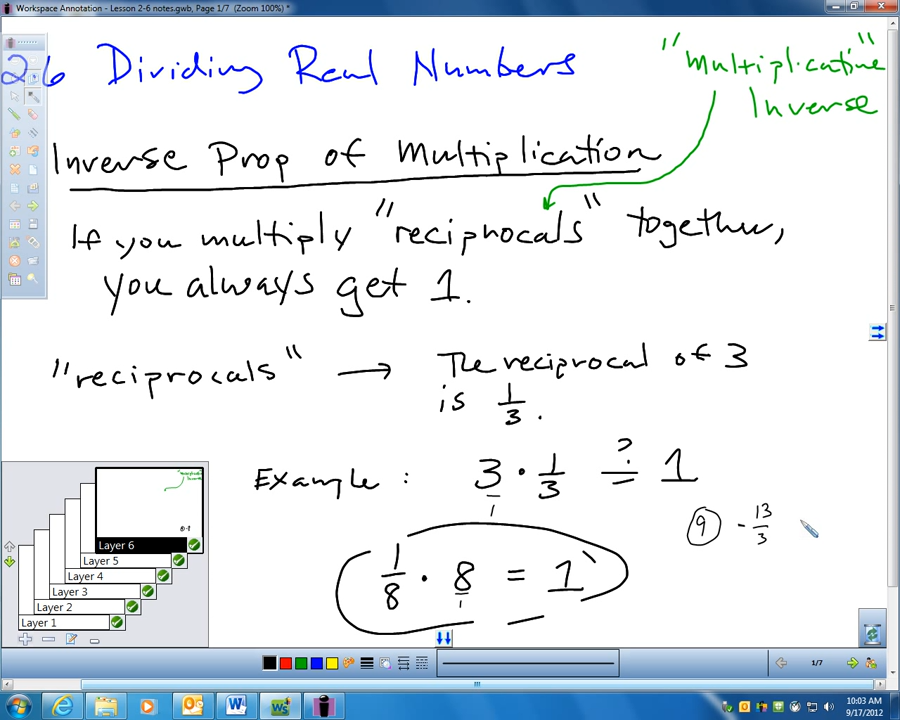 Workspace Annotation - Lesson 2-6 notes.gwb, Page 1/7 (Zoom 100%) *
2.6 Dividing Real Numbers
"Multiplicative"
Inverse
Inverse Prop of Multiplication
If you multiply "reciprocals" together,
you always get 1.
"reciprocals" → The reciprocal of 3
is 1/3.
Example: 3/1 · 1/3 ?= 1
9 - 13/3
1/8 · 8/1 = 1
Layer 6
Layer 5
Layer 4
Layer 3
Layer 2
Layer 1
1/7
10:03 AM
9/17/2012